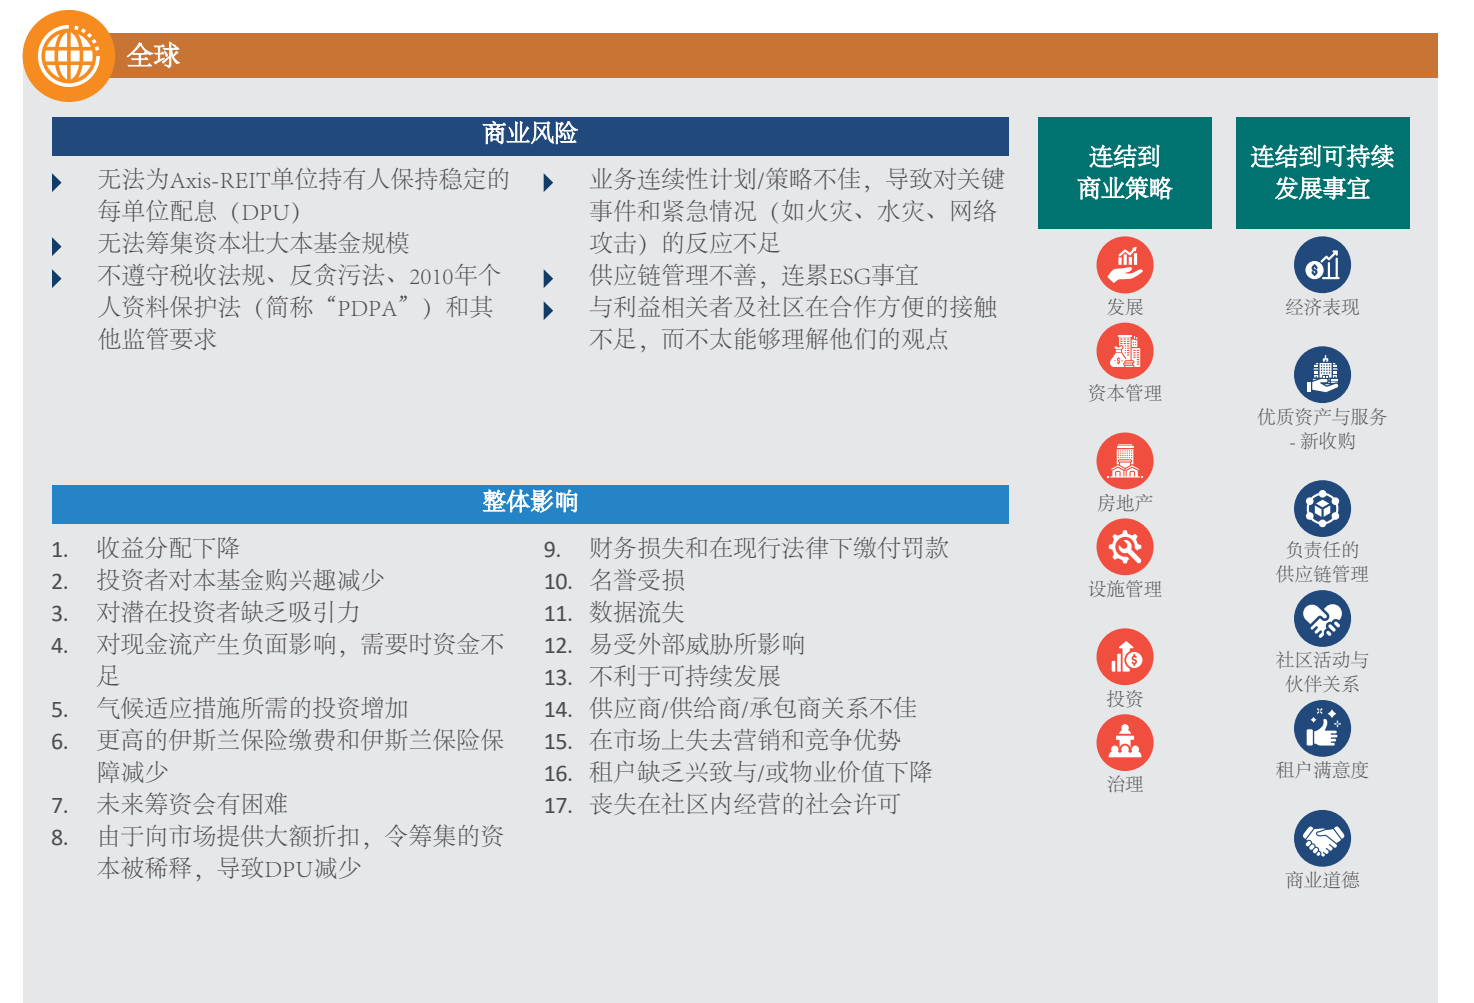 全球
商业风险
无法为Axis-REIT单位持有人保持稳定的
每单位配息（DPU）
无法筹集资本壮大本基金规模
不遵守税收法规、反贪污法、2010年个
人资料保护法（简称“PDPA”）和其
他监管要求
业务连续性计划/策略不佳，导致对关键
事件和紧急情况（如火灾、水灾、网络
攻击）的反应不足
供应链管理不善，连累ESG事宜
与利益相关者及社区在合作方便的接触
不足，而不太能够理解他们的观点
整体影响
1. 收益分配下降
2. 投资者对本基金购兴趣减少
3. 对潜在投资者缺乏吸引力
4. 对现金流产生负面影响，需要时资金不
足
5. 气候适应措施所需的投资增加
6. 更高的伊斯兰保险缴费和伊斯兰保险保
障减少
7. 未来筹资会有困难
8. 由于向市场提供大额折扣，令筹集的资
本被稀释，导致DPU减少
9. 财务损失和在现行法律下缴付罚款
10. 名誉受损
11. 数据流失
12. 易受外部威胁所影响
13. 不利于可持续发展
14. 供应商/供给商/承包商关系不佳
15. 在市场上失去营销和竞争优势
16. 租户缺乏兴致与/或物业价值下降
17. 丧失在社区内经营的社会许可
连结到
商业策略
发展
资本管理
房地产
设施管理
投资
治理
连结到可持续
发展事宜
经济表现
优质资产与服务
- 新收购
负责任的
供应链管理
社区活动与
伙伴关系
租户满意度
商业道德